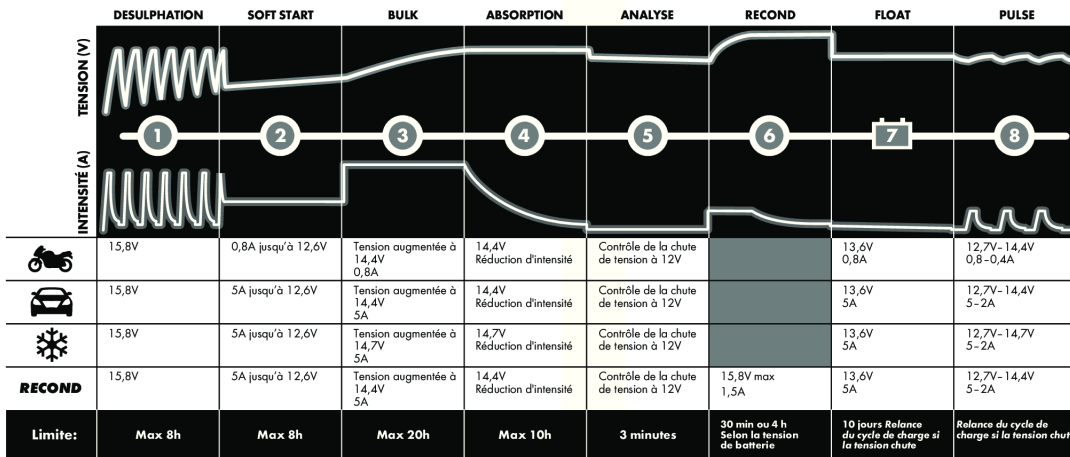 DESULPHATION SOFT START BULK ABSORPTION ANALYSE RECOND FLOAT PULSE
TENSION (V)
1 2 3 4 5 6 7 8
INTENSITÉ (A)
15,8V
0,8A jusqu'à 12,6V
Tension augmentée à
14,4V
0,8A
14,4V
Réduction d'intensité
Contrôle de la chute
de tension à 12V
13,6V
0,8A
12,7V–14,4V
0,8–0,4A
15,8V
5A jusqu'à 12,6V
Tension augmentée à
14,4V
5A
14,4V
Réduction d'intensité
Contrôle de la chute
de tension à 12V
13,6V
5A
12,7V–14,4V
5–2A
15,8V
5A jusqu'à 12,6V
Tension augmentée à
14,7V
5A
14,7V
Réduction d'intensité
Contrôle de la chute
de tension à 12V
13,6V
5A
12,7V–14,7V
5–2A
RECOND
15,8V
5A jusqu'à 12,6V
Tension augmentée à
14,4V
5A
14,4V
Réduction d'intensité
Contrôle de la chute
de tension à 12V
15,8V max
1,5A
13,6V
5A
12,7V–14,4V
5–2A
Limite:
Max 8h
Max 8h
Max 20h
Max 10h
3 minutes
30 min ou 4 h
Selon la tension
de batterie
10 jours Relance
du cycle de charge si
la tension chute
Relance du cycle de
charge si la tension chut